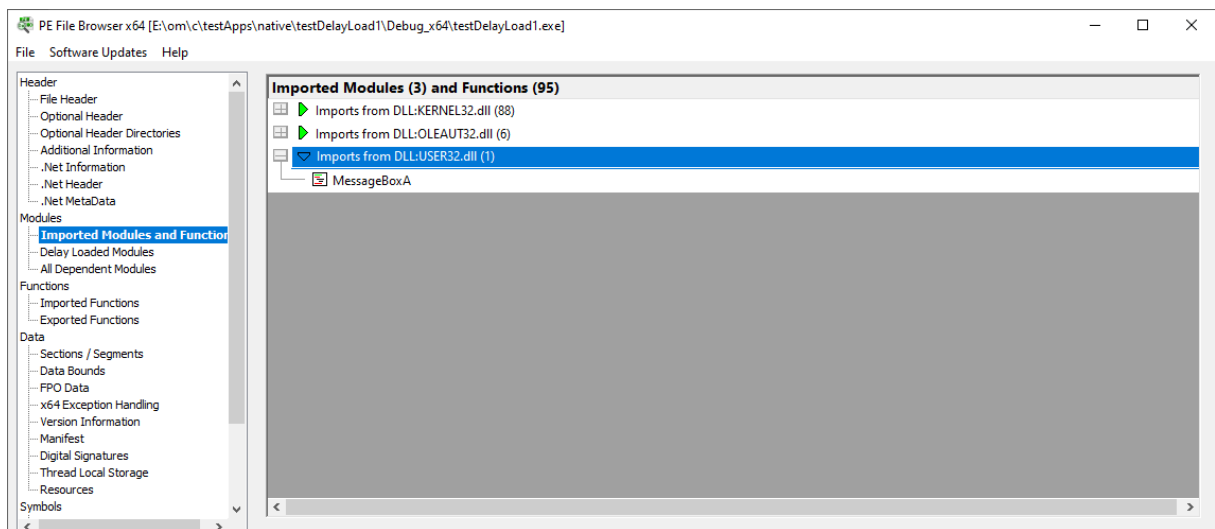 PE File Browser x64 [E:\om\c\testApps\native\testDelayLoad1\Debug_x64\testDelayLoad1.exe]
File Software Updates Help
Header
File Header
Optional Header
Optional Header Directories
Additional Information
.Net Information
.Net Header
.Net MetaData
Modules
Imported Modules and Function
Delay Loaded Modules
All Dependent Modules
Functions
Imported Functions
Exported Functions
Data
Sections / Segments
Data Bounds
FPO Data
x64 Exception Handling
Version Information
Manifest
Digital Signatures
Thread Local Storage
Resources
Symbols
Imported Modules (3) and Functions (95)
Imports from DLL:KERNEL32.dll (88)
Imports from DLL:OLEAUT32.dll (6)
Imports from DLL:USER32.dll (1)
MessageBoxA